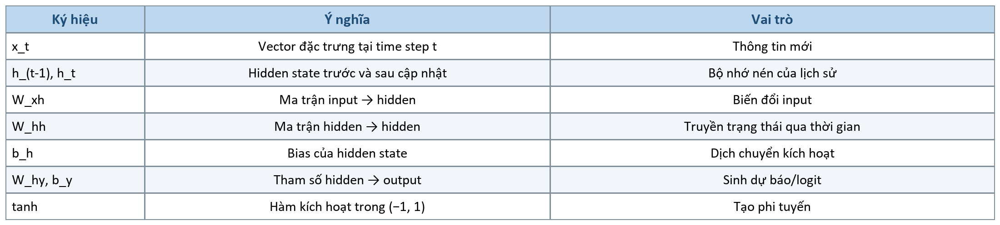 Ký hiệu Ý nghĩa Vai trò
x_t Vector đặc trưng tại time step t Thông tin mới
h_(t-1), h_t Hidden state trước và sau cập nhật Bộ nhớ nén của lịch sử
W_xh Ma trận input → hidden Biến đổi input
W_hh Ma trận hidden → hidden Truyền trạng thái qua thời gian
b_h Bias của hidden state Dịch chuyển kích hoạt
W_hy, b_y Tham số hidden → output Sinh dự báo/logit
tanh Hàm kích hoạt trong (−1, 1) Tạo phi tuyến